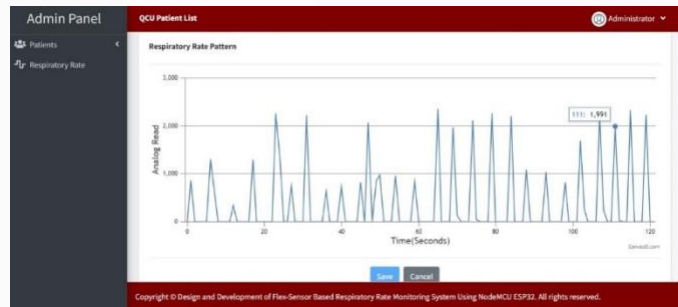 Admin Panel
QCU Patient List
Administrator
Patients
Respiratory Rate
Respiratory Rate Pattern
3,000
2,000
1,000
0
Analog Read
111: 1,991
0
20
40
60
80
100
120
Time(Seconds)
CanvasJS.com
Save
Cancel
Copyright © Design and Development of Flex-Sensor Based Respiratory Rate Monitoring System Using NodeMCU ESP32. All rights reserved.